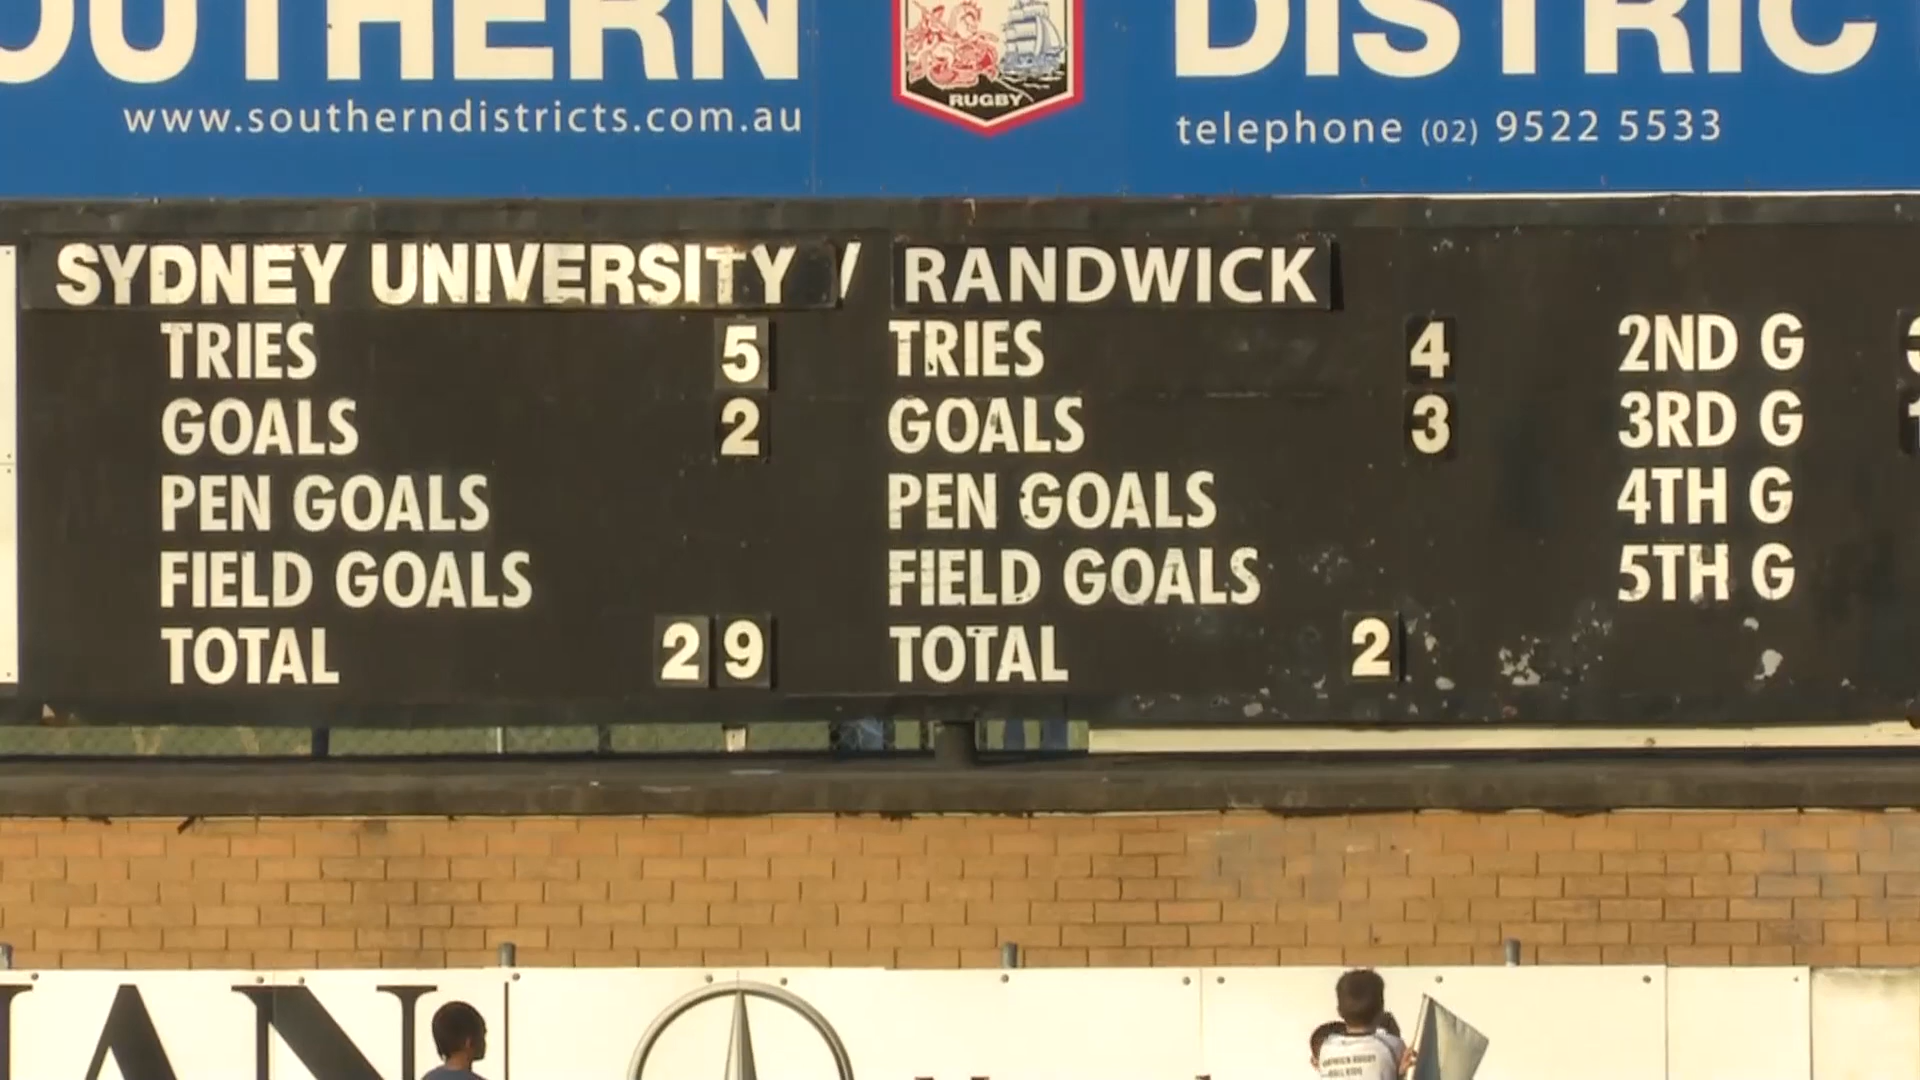 OUTHERN
DISTRIC
www.southerndistricts.com.au
RUGBY
telephone (02) 9522 5533
SYDNEY UNIVERSITY / RANDWICK
TRIES 5 TRIES 4 2ND G
GOALS 2 GOALS 3 3RD G
PEN GOALS PEN GOALS 4TH G
FIELD GOALS FIELD GOALS 5TH G
TOTAL 29 TOTAL 2
AN